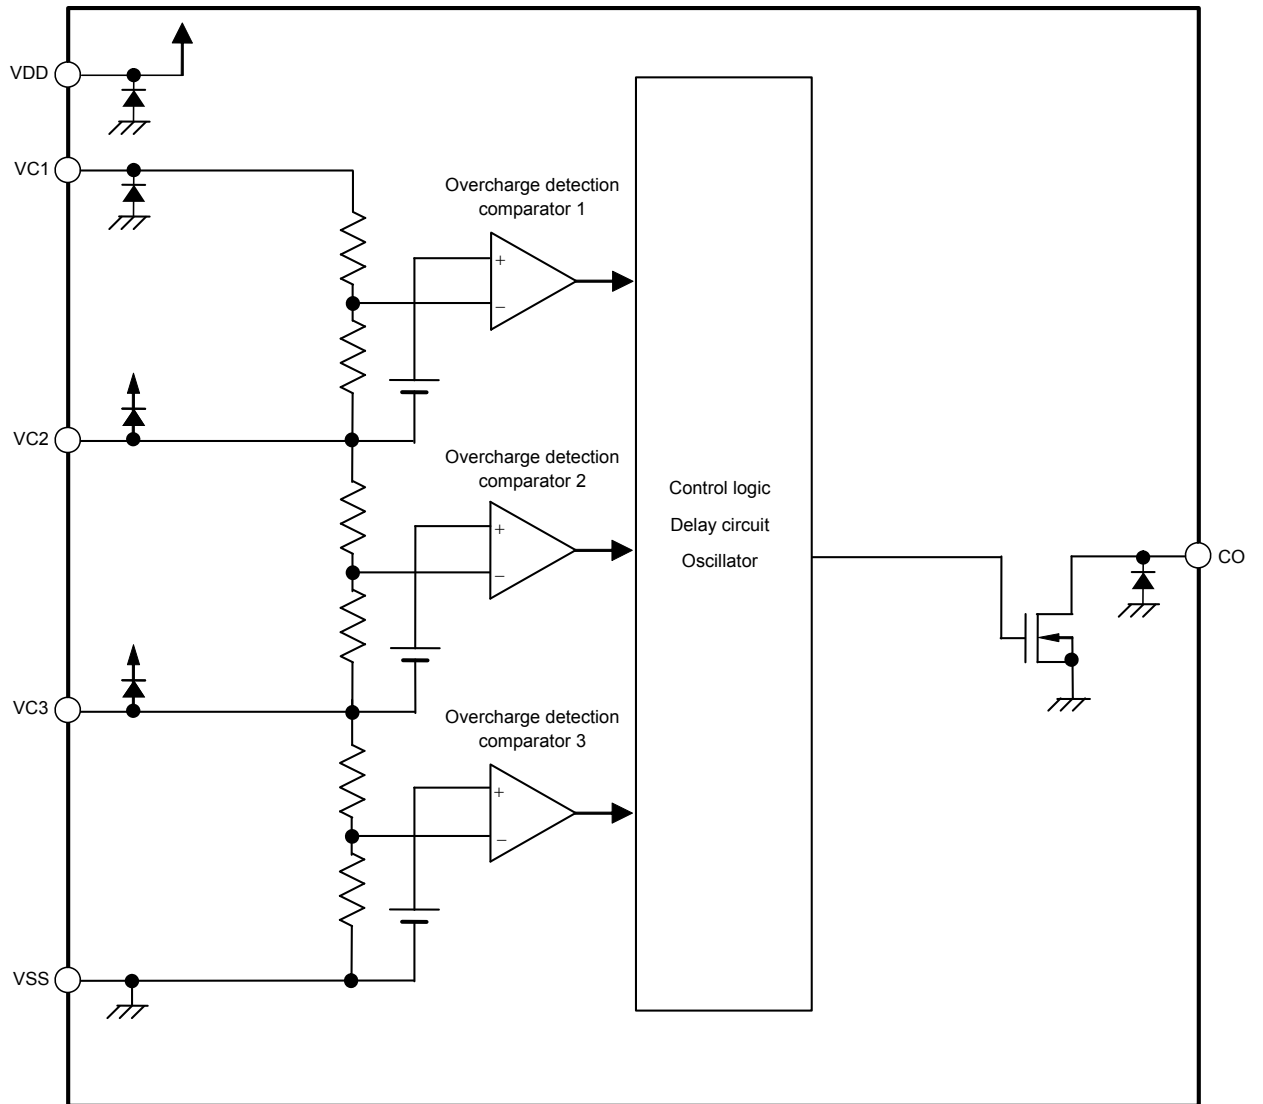 VDD
VC1
Overcharge detection
comparator 1
+
−
VC2
Overcharge detection
comparator 2
+
−
Control logic
Delay circuit
Oscillator
CO
VC3
Overcharge detection
comparator 3
+
−
VSS